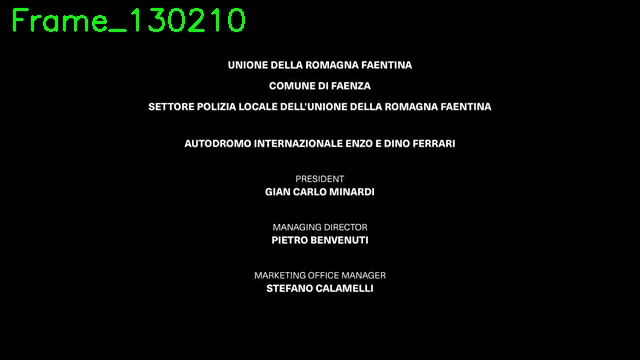 Frame_130210
UNIONE DELLA ROMAGNA FAENTINA
COMUNE DI FAENZA
SETTORE POLIZIA LOCALE DELL'UNIONE DELLA ROMAGNA FAENTINA
AUTODROMO INTERNAZIONALE ENZO E DINO FERRARI
PRESIDENT
GIAN CARLO MINARDI
MANAGING DIRECTOR
PIETRO BENVENUTI
MARKETING OFFICE MANAGER
STEFANO CALAMELLI